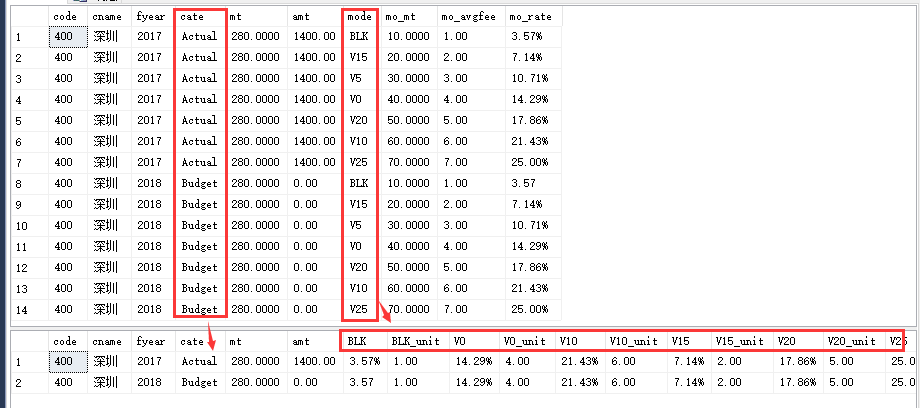 code cname fyear cate mt amt mode mo_mt mo_avgfee mo_rate
1 400 深圳 2017 Actual 280.0000 1400.00 BLK 10.0000 1.00 3.57%
2 400 深圳 2017 Actual 280.0000 1400.00 V15 20.0000 2.00 7.14%
3 400 深圳 2017 Actual 280.0000 1400.00 V5 30.0000 3.00 10.71%
4 400 深圳 2017 Actual 280.0000 1400.00 V0 40.0000 4.00 14.29%
5 400 深圳 2017 Actual 280.0000 1400.00 V20 50.0000 5.00 17.86%
6 400 深圳 2017 Actual 280.0000 1400.00 V10 60.0000 6.00 21.43%
7 400 深圳 2017 Actual 280.0000 1400.00 V25 70.0000 7.00 25.00%
8 400 深圳 2018 Budget 280.0000 0.00 BLK 10.0000 1.00 3.57
9 400 深圳 2018 Budget 280.0000 0.00 V15 20.0000 2.00 7.14%
10 400 深圳 2018 Budget 280.0000 0.00 V5 30.0000 3.00 10.71%
11 400 深圳 2018 Budget 280.0000 0.00 V0 40.0000 4.00 14.29%
12 400 深圳 2018 Budget 280.0000 0.00 V20 50.0000 5.00 17.86%
13 400 深圳 2018 Budget 280.0000 0.00 V10 60.0000 6.00 21.43%
14 400 深圳 2018 Budget 280.0000 0.00 V25 70.0000 7.00 25.00%
code cname fyear cate mt amt BLK BLK_unit V0 V0_unit V10 V10_unit V15 V15_unit V20 V20_unit V25
1 400 深圳 2017 Actual 280.0000 1400.00 3.57% 1.00 14.29% 4.00 21.43% 6.00 7.14% 2.00 17.86% 5.00 25.0
2 400 深圳 2018 Budget 280.0000 0.00 3.57 1.00 14.29% 4.00 21.43% 6.00 7.14% 2.00 17.86% 5.00 25.0